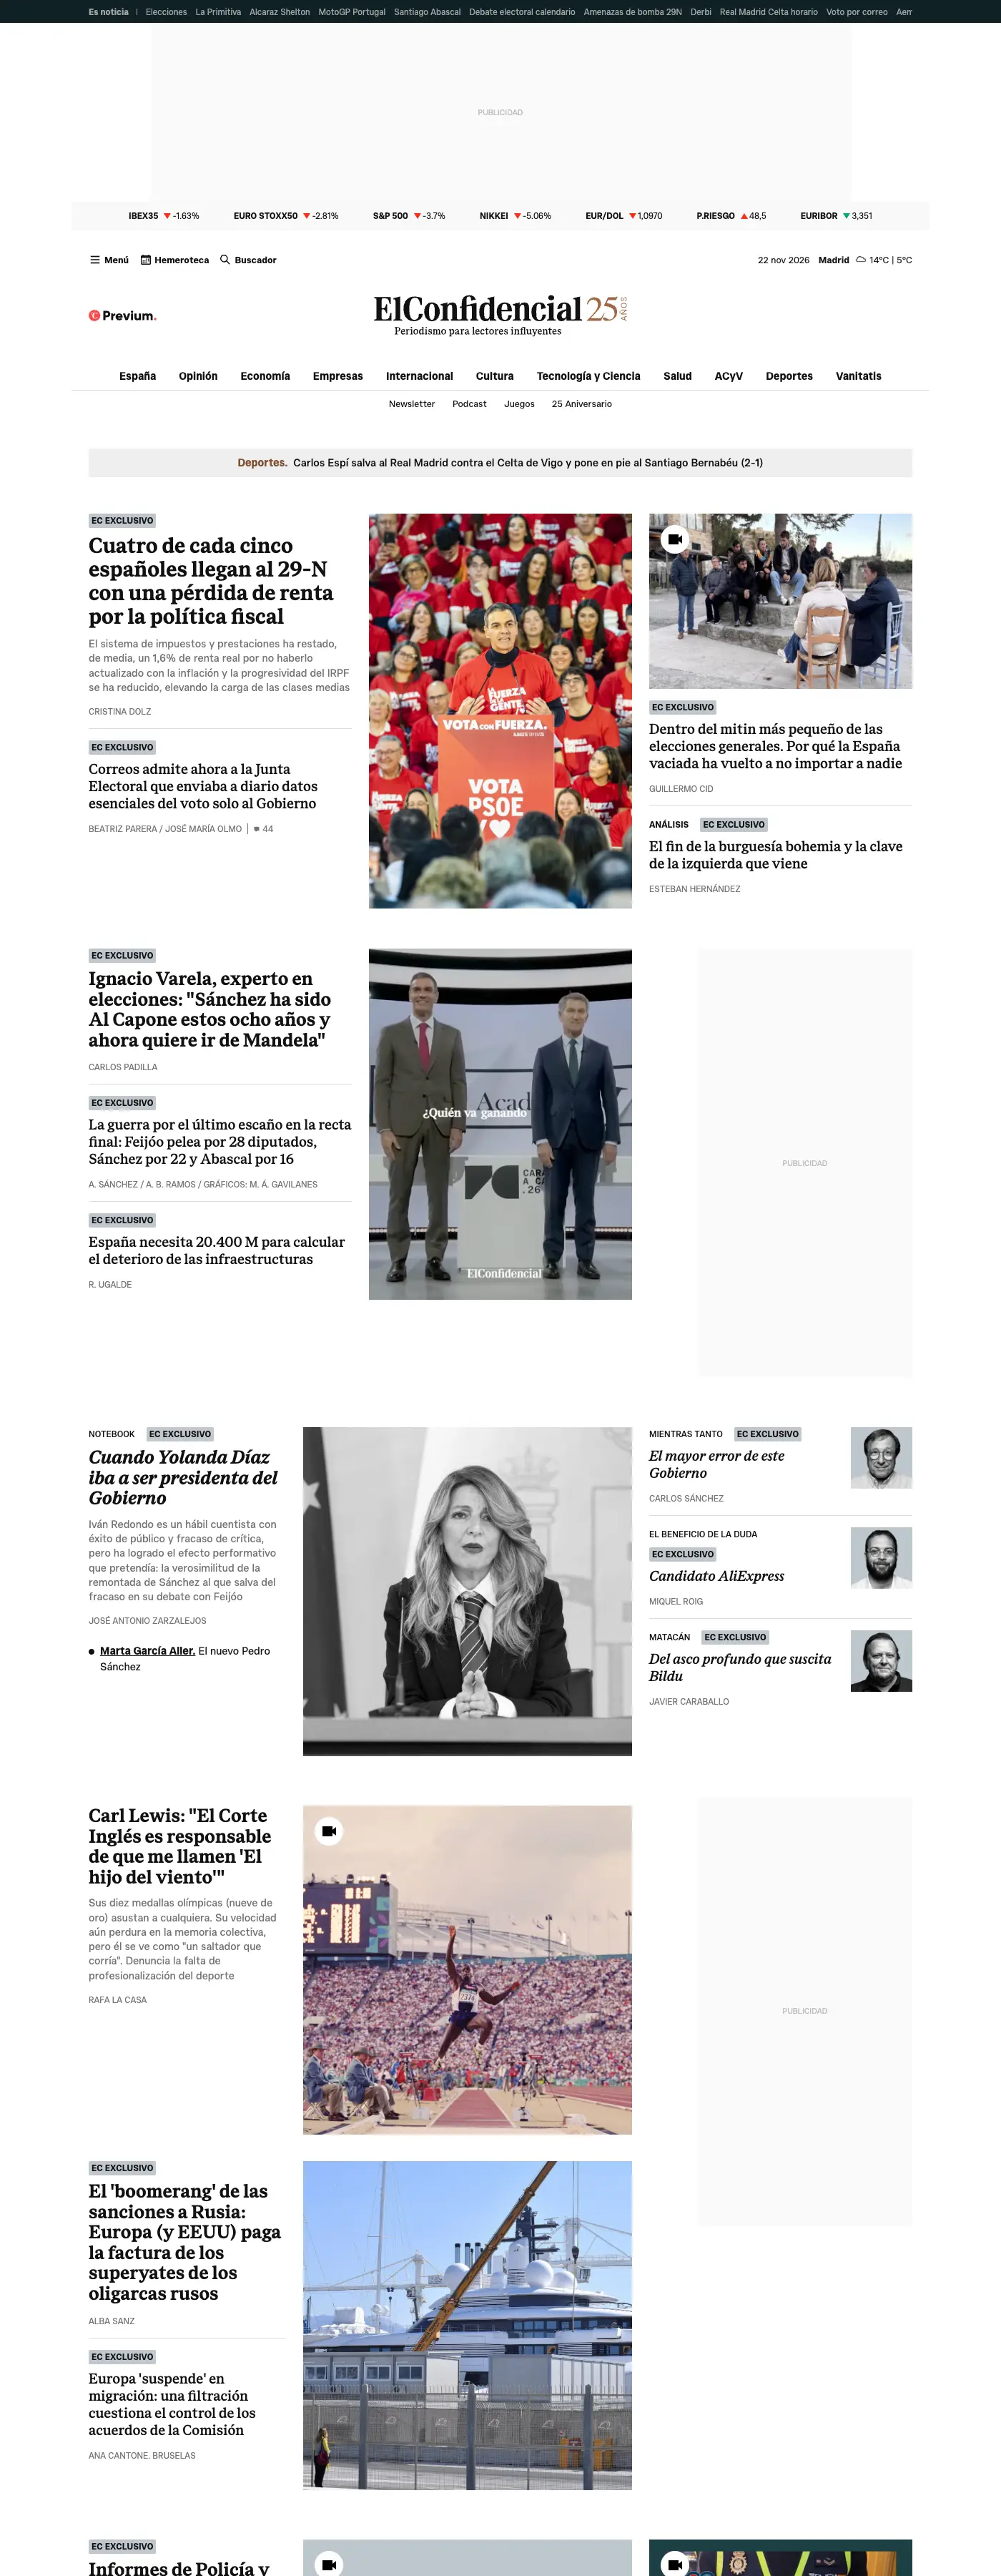 Es noticia | Elecciones La Primitiva Alcaraz Shelton MotoGP Portugal Santiago Abascal Debate electoral calendario Amenazas de bomba 29N Derbi Real Madrid Celta horario Voto por correo Aem
PUBLICIDAD
IBEX35 -1.63% EURO STOXX50 -2.81% S&P 500 -3.7% NIKKEI -5.06% EUR/DOL 1,0970 P.RIESGO 48,5 EURIBOR 3,351
Menú Hemeroteca Buscador
22 nov 2026 Madrid 14ºC | 5ºC
Previum.
ElConfidencial 25 AÑOS
Periodismo para lectores influyentes
España Opinión Economía Empresas Internacional Cultura Tecnología y Ciencia Salud ACyV Deportes Vanitatis
Newsletter Podcast Juegos 25 Aniversario
Deportes. Carlos Espí salva al Real Madrid contra el Celta de Vigo y pone en pie al Santiago Bernabéu (2-1)
EC EXCLUSIVO
Cuatro de cada cinco
españoles llegan al 29-N
con una pérdida de renta
por la política fiscal
El sistema de impuestos y prestaciones ha restado,
de media, un 1,6% de renta real por no haberlo
actualizado con la inflación y la progresividad del IRPF
se ha reducido, elevando la carga de las clases medias
CRISTINA DOLZ
EC EXCLUSIVO
Correos admite ahora a la Junta
Electoral que enviaba a diario datos
esenciales del voto solo al Gobierno
BEATRIZ PARERA / JOSÉ MARÍA OLMO | 44
FUERZA
GENTE
VOTA CON FUERZA.
VOTA
PSOE
EC EXCLUSIVO
Dentro del mitin más pequeño de las
elecciones generales. Por qué la España
vaciada ha vuelto a no importar a nadie
GUILLERMO CID
ANÁLISIS EC EXCLUSIVO
El fin de la burguesía bohemia y la clave
de la izquierda que viene
ESTEBAN HERNÁNDEZ
EC EXCLUSIVO
Ignacio Varela, experto en
elecciones: "Sánchez ha sido
Al Capone estos ocho años y
ahora quiere ir de Mandela"
CARLOS PADILLA
EC EXCLUSIVO
La guerra por el último escaño en la recta
final: Feijóo pelea por 28 diputados,
Sánchez por 22 y Abascal por 16
A. SÁNCHEZ / A. B. RAMOS / GRÁFICOS: M. Á. GAVILANES
EC EXCLUSIVO
España necesita 20.400 M para calcular
el deterioro de las infraestructuras
R. UGALDE
Acad
¿Quién va ganando
CARA
A CA
.26
ElConfidencial
PUBLICIDAD
NOTEBOOK EC EXCLUSIVO
Cuando Yolanda Díaz
iba a ser presidenta del
Gobierno
Iván Redondo es un hábil cuentista con
éxito de público y fracaso de crítica,
pero ha logrado el efecto performativo
que pretendía: la verosimilitud de la
remontada de Sánchez al que salva del
fracaso en su debate con Feijóo
JOSÉ ANTONIO ZARZALEJOS
Marta García Aller. El nuevo Pedro
Sánchez
MIENTRAS TANTO EC EXCLUSIVO
El mayor error de este
Gobierno
CARLOS SÁNCHEZ
EL BENEFICIO DE LA DUDA
EC EXCLUSIVO
Candidato AliExpress
MIQUEL ROIG
MATACÁN EC EXCLUSIVO
Del asco profundo que suscita
Bildu
JAVIER CARABALLO
Carl Lewis: "El Corte
Inglés es responsable
de que me llamen 'El
hijo del viento'"
Sus diez medallas olímpicas (nueve de
oro) asustan a cualquiera. Su velocidad
aún perdura en la memoria colectiva,
pero él se ve como "un saltador que
corría". Denuncia la falta de
profesionalización del deporte
RAFA LA CASA
PUBLICIDAD
EC EXCLUSIVO
El 'boomerang' de las
sanciones a Rusia:
Europa (y EEUU) paga
la factura de los
superyates de los
oligarcas rusos
ALBA SANZ
EC EXCLUSIVO
Europa 'suspende' en
migración: una filtración
cuestiona el control de los
acuerdos de la Comisión
ANA CANTONE. BRUSELAS
EC EXCLUSIVO
Informes de Policía y